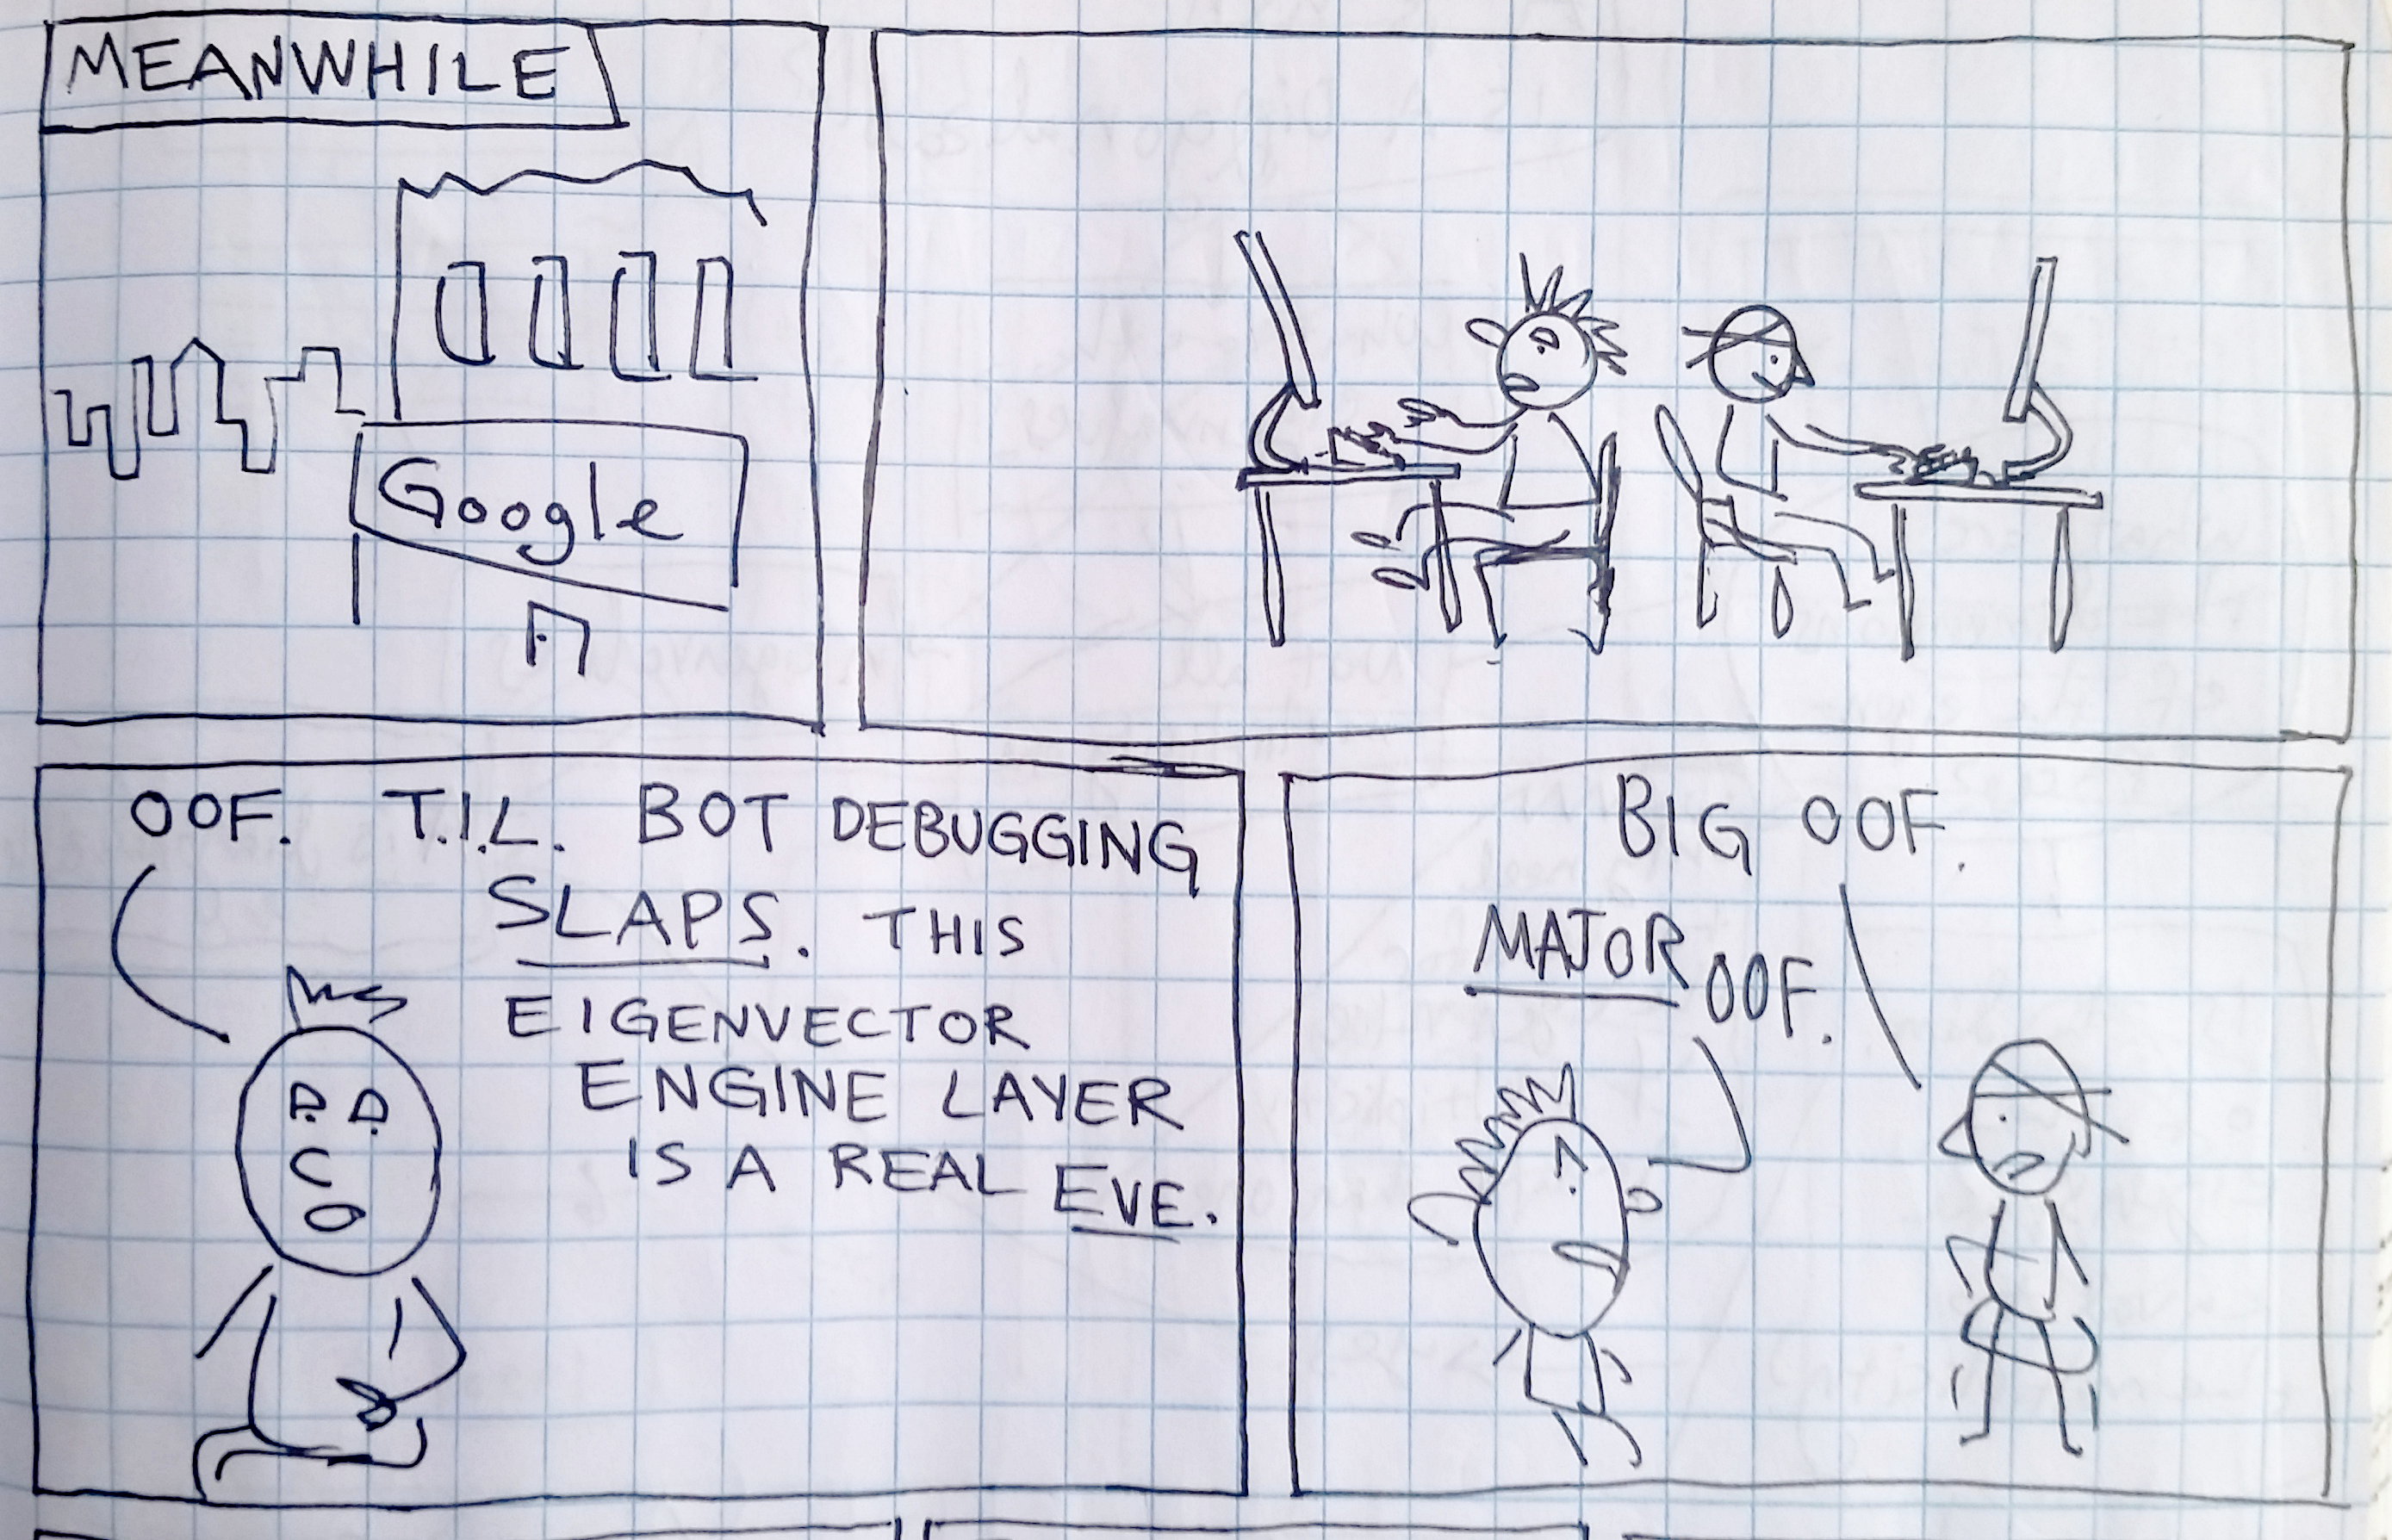 MEANWHILE
Google
OOF. T.I.L. BOT DEBUGGING
SLAPS. THIS
EIGENVECTOR
ENGINE LAYER
IS A REAL EVE.
BIG OOF.
MAJOR OOF.